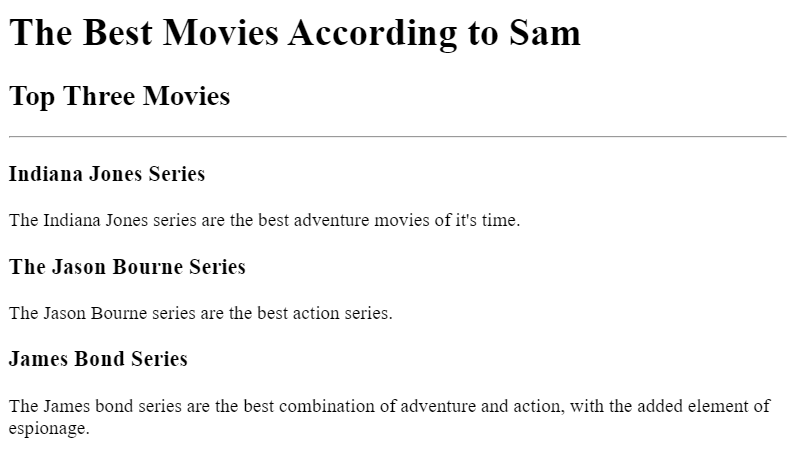 The Best Movies According to Sam
Top Three Movies
Indiana Jones Series
The Indiana Jones series are the best adventure movies of it's time.
The Jason Bourne Series
The Jason Bourne series are the best action series.
James Bond Series
The James bond series are the best combination of adventure and action, with the added element of
espionage.